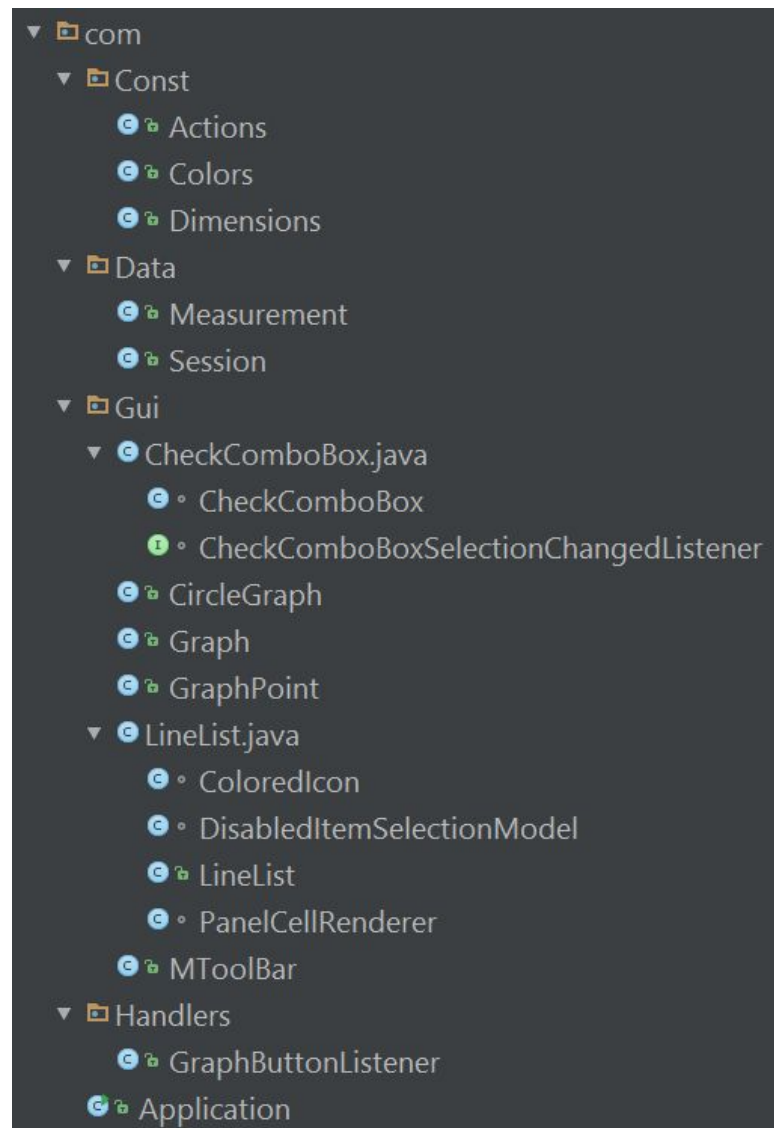 com
Const
Actions
Colors
Dimensions
Data
Measurement
Session
Gui
CheckComboBox.java
CheckComboBox
CheckComboBoxSelectionChangedListener
CircleGraph
Graph
GraphPoint
LineList.java
ColoredIcon
DisabledItemSelectionModel
LineList
PanelCellRenderer
MToolBar
Handlers
GraphButtonListener
Application